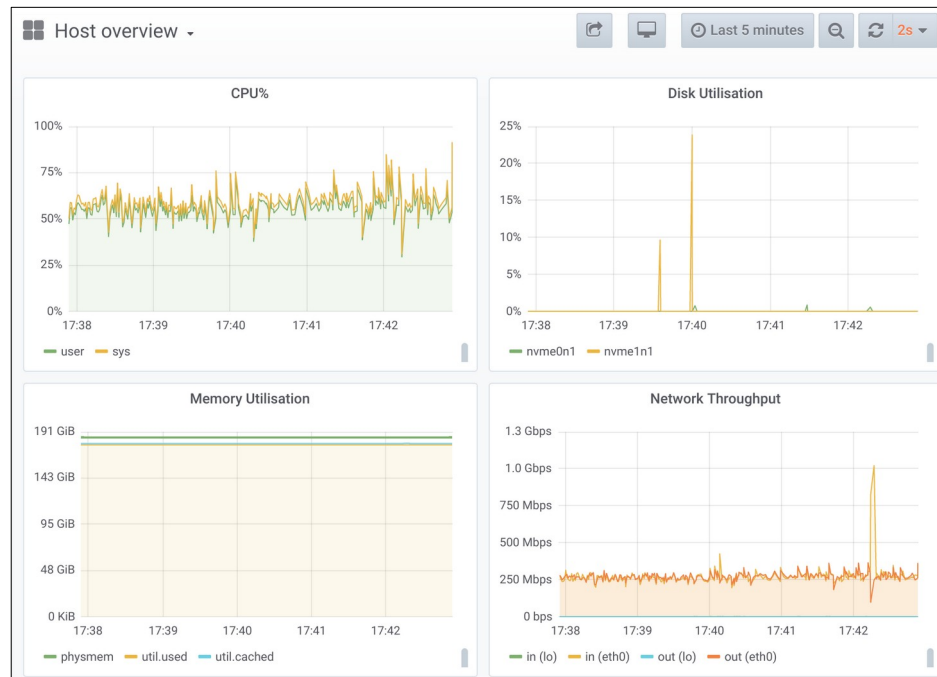 Host overview
Last 5 minutes
2s
CPU%
100%
75%
50%
25%
0%
17:38 17:39 17:40 17:41 17:42
user sys
Disk Utilisation
25%
20%
15%
10%
5%
0%
17:38 17:39 17:40 17:41 17:42
nvme0n1 nvme1n1
Memory Utilisation
191 GiB
143 GiB
95 GiB
48 GiB
0 KiB
17:38 17:39 17:40 17:41 17:42
physmem util.used util.cached
Network Throughput
1.3 Gbps
1.0 Gbps
750 Mbps
500 Mbps
250 Mbps
0 bps
17:38 17:39 17:40 17:41 17:42
in (lo) in (eth0) out (lo) out (eth0)